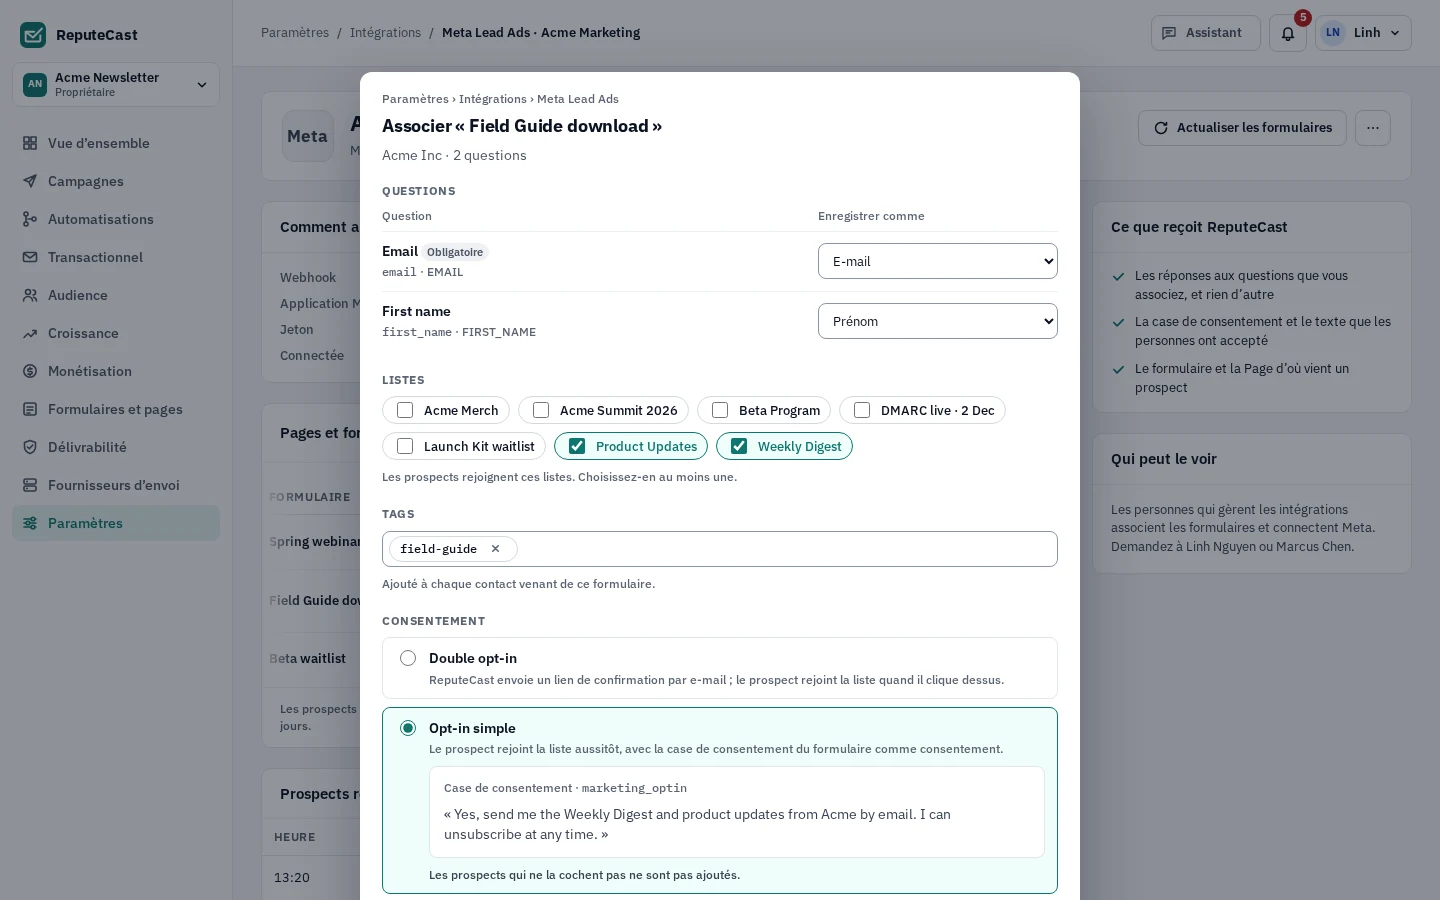 ReputeCast
AN
Acme Newsletter
Propriétaire
Vue d’ensemble
Campagnes
Automatisations
Transactionnel
Audience
Croissance
Monétisation
Formulaires et pages
Délivrabilité
Fournisseurs d’envoi
Paramètres
Paramètres / Intégrations / Meta Lead Ads · Acme Marketing
Assistant
5
LN
Linh
Meta
A
M
Actualiser les formulaires
···
Comment a
Webhook
Application M
Jeton
Connectée
Pages et for
FORMULAIRE
Spring webinar
Field Guide dow
Beta waitlist
Les prospects
jours.
Prospects r
HEURE
13:20
Paramètres › Intégrations › Meta Lead Ads
Associer « Field Guide download »
Acme Inc · 2 questions
QUESTIONS
Question
Enregistrer comme
Email Obligatoire
email · EMAIL
E-mail
First name
first_name · FIRST_NAME
Prénom
LISTES
Acme Merch
Acme Summit 2026
Beta Program
DMARC live · 2 Dec
Launch Kit waitlist
Product Updates
Weekly Digest
Les prospects rejoignent ces listes. Choisissez-en au moins une.
TAGS
field-guide ×
Ajouté à chaque contact venant de ce formulaire.
CONSENTEMENT
Double opt-in
ReputeCast envoie un lien de confirmation par e-mail ; le prospect rejoint la liste quand il clique dessus.
Opt-in simple
Le prospect rejoint la liste aussitôt, avec la case de consentement du formulaire comme consentement.
Case de consentement · marketing_optin
« Yes, send me the Weekly Digest and product updates from Acme by email. I can
unsubscribe at any time. »
Les prospects qui ne la cochent pas ne sont pas ajoutés.
Ce que reçoit ReputeCast
Les réponses aux questions que vous
associez, et rien d’autre
La case de consentement et le texte que les
personnes ont accepté
Le formulaire et la Page d’où vient un
prospect
Qui peut le voir
Les personnes qui gèrent les intégrations
associent les formulaires et connectent Meta.
Demandez à Linh Nguyen ou Marcus Chen.